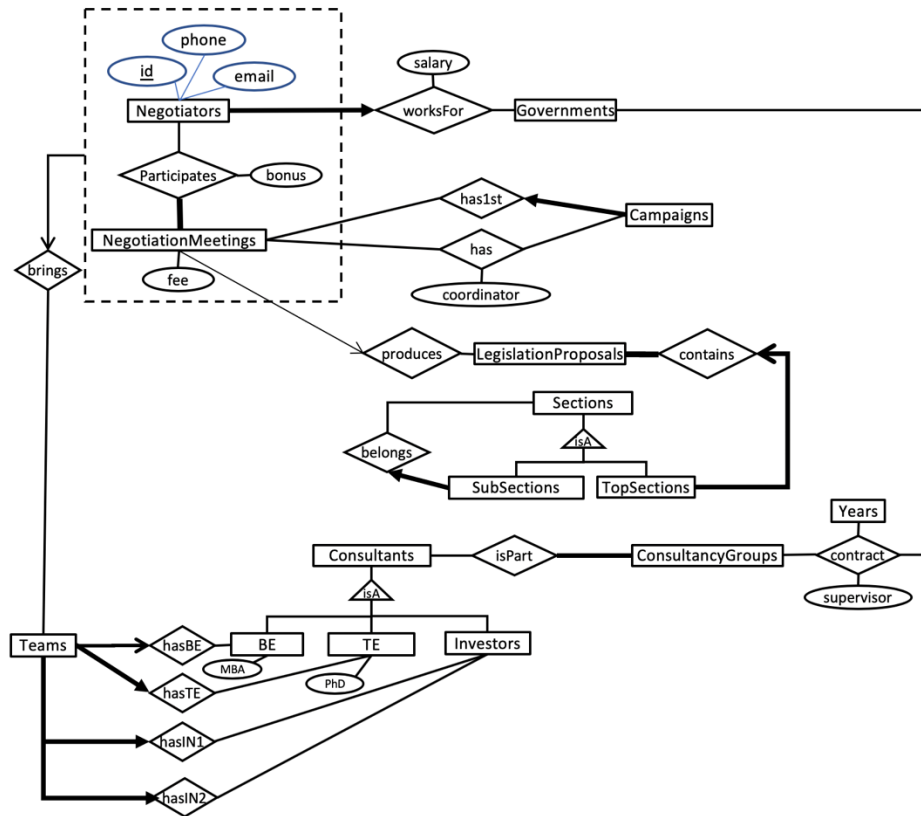 phone
id
email
salary
Negotiators
worksFor
Governments
Participates
bonus
has1st
Campaigns
NegotiationMeetings
has
brings
fee
coordinator
produces
LegislationProposals
contains
Sections
isA
belongs
SubSections
TopSections
Years
Consultants
isPart
ConsultancyGroups
contract
isA
supervisor
Teams
hasBE
BE
TE
Investors
MBA
PhD
hasTE
hasIN1
hasIN2